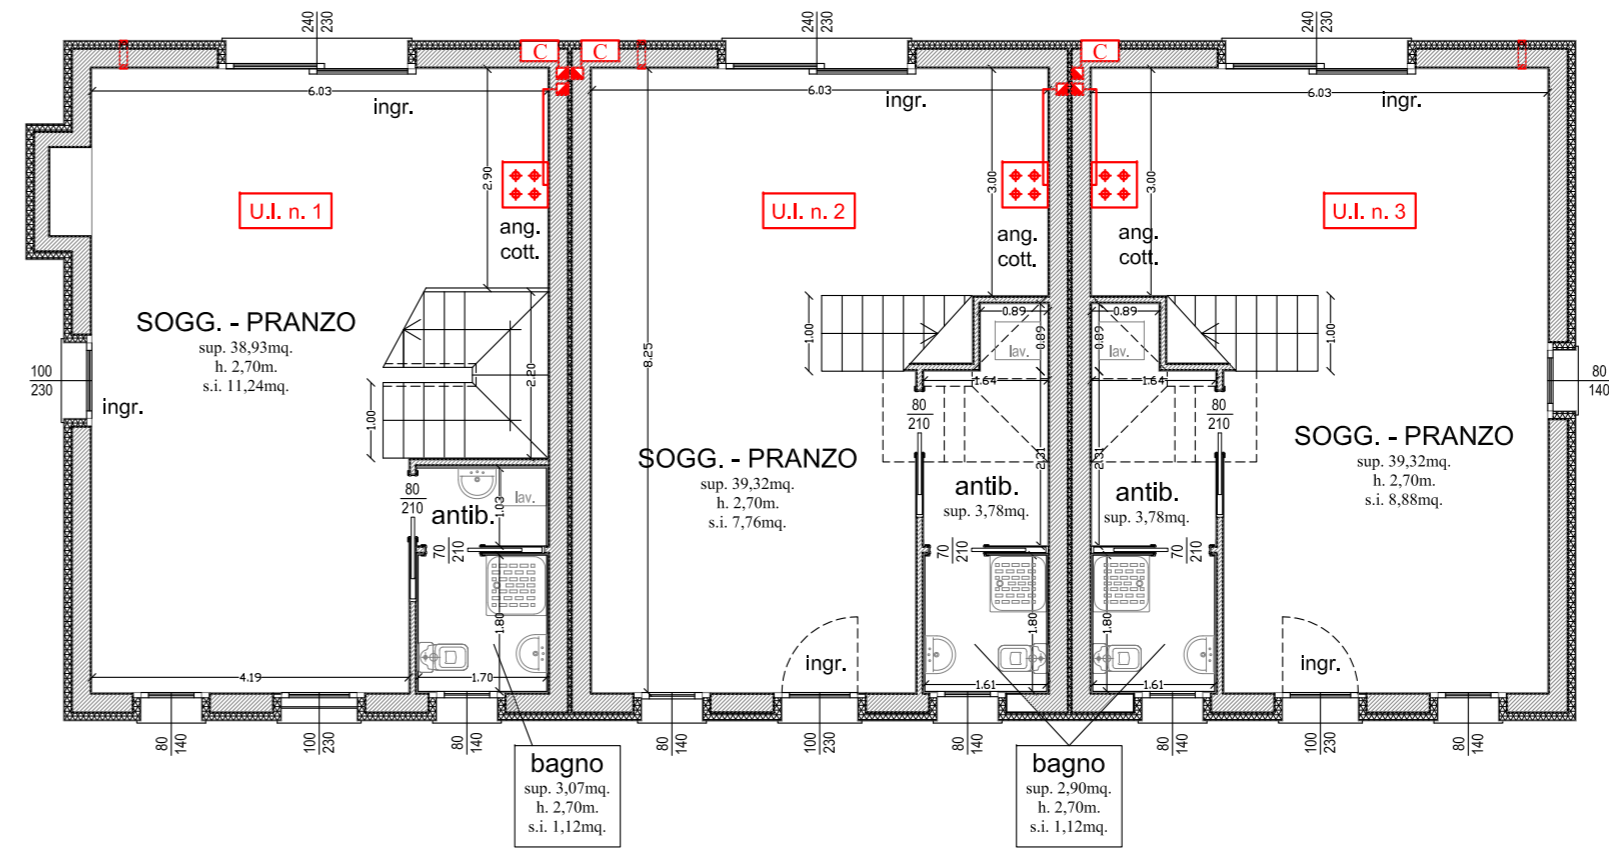 240
230
240
230
240
230
C
C
C
6.03
6.03
6.03
ingr.
ingr.
ingr.
2.90
3.00
3.00
U.I. n. 1
U.I. n. 2
U.I. n. 3
ang.
cott.
ang.
cott.
ang.
cott.
SOGG. - PRANZO
sup. 38,93mq.
h. 2,70m.
s.i. 11,24mq.
100
230
ingr.
2.20
1.00
8.25
1.00
0.89
0.89
lav.
1.64
0.89
0.89
lav.
1.64
1.00
80
140
80
210
80
210
SOGG. - PRANZO
sup. 39,32mq.
h. 2,70m.
s.i. 7,76mq.
SOGG. - PRANZO
sup. 39,32mq.
h. 2,70m.
s.i. 8,88mq.
2.31
2.31
80
210
antib.
1.03
lav.
antib.
sup. 3,78mq.
antib.
sup. 3,78mq.
70
210
70
210
70
210
1.80
1.80
1.80
4.19
1.70
ingr.
1.61
1.61
ingr.
80
140
100
230
80
140
80
140
100
230
80
140
80
140
100
230
80
140
bagno
sup. 3,07mq.
h. 2,70m.
s.i. 1,12mq.
bagno
sup. 2,90mq.
h. 2,70m.
s.i. 1,12mq.